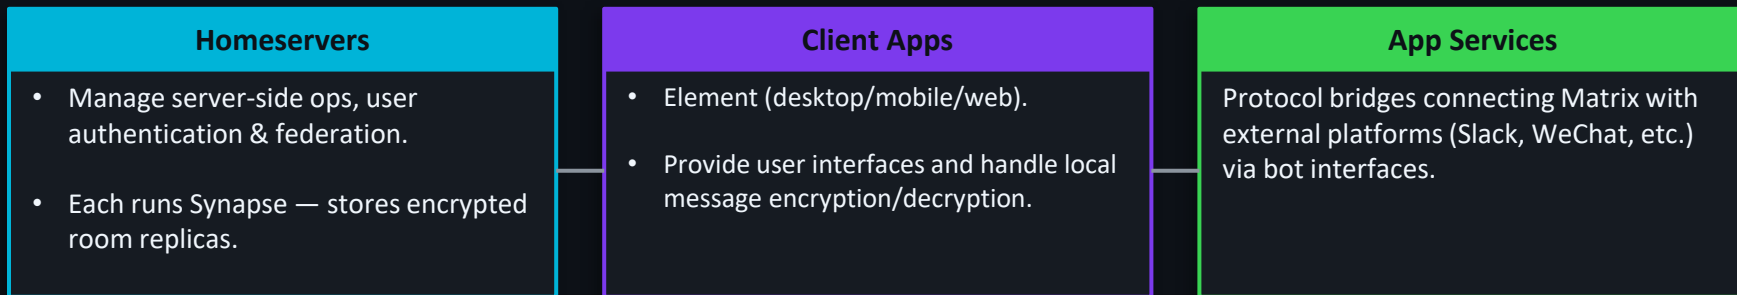 Homeservers
• Manage server-side ops, user
authentication & federation.
• Each runs Synapse — stores encrypted
room replicas.
Client Apps
• Element (desktop/mobile/web).
• Provide user interfaces and handle local
message encryption/decryption.
App Services
Protocol bridges connecting Matrix with
external platforms (Slack, WeChat, etc.)
via bot interfaces.